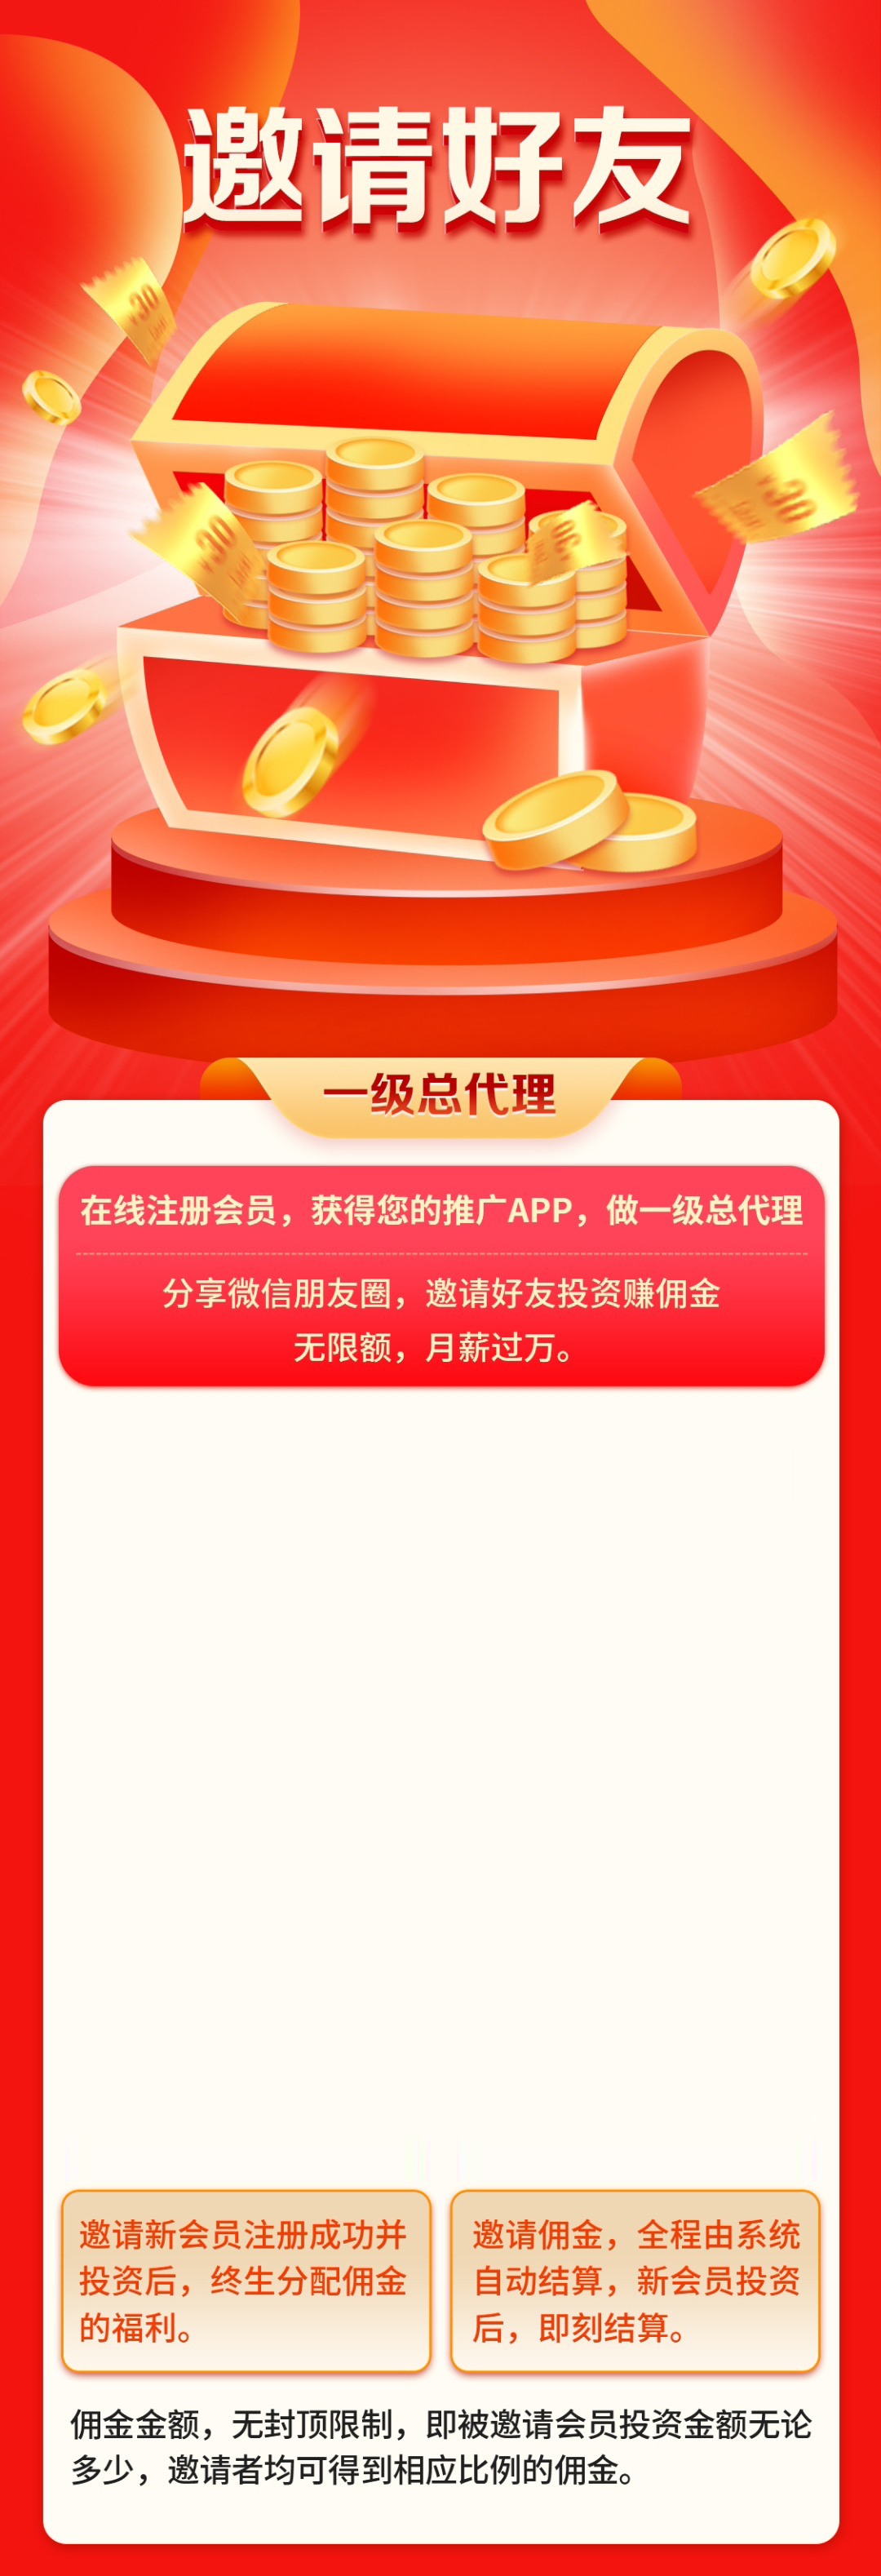 邀请好友
30
30
30
一级总代理
在线注册会员，获得您的推广APP，做一级总代理
分享微信朋友圈，邀请好友投资赚佣金
无限额，月薪过万。
邀请新会员注册成功并
投资后，终生分配佣金
的福利。
邀请佣金，全程由系统
自动结算，新会员投资
后，即刻结算。
佣金金额，无封顶限制，即被邀请会员投资金额无论
多少，邀请者均可得到相应比例的佣金。